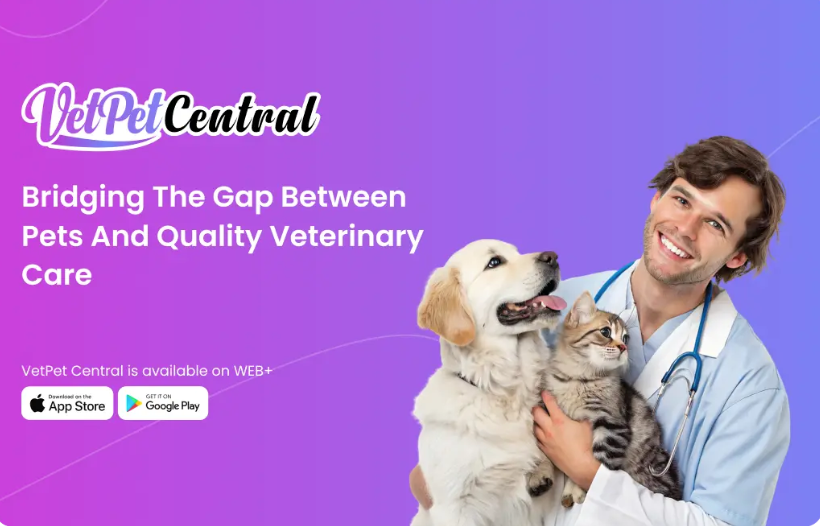 VetPetCentral
Bridging The Gap Between
Pets And Quality Veterinary
Care
VetPet Central is available on WEB+
Download on the
App Store
GET IT ON
Google Play